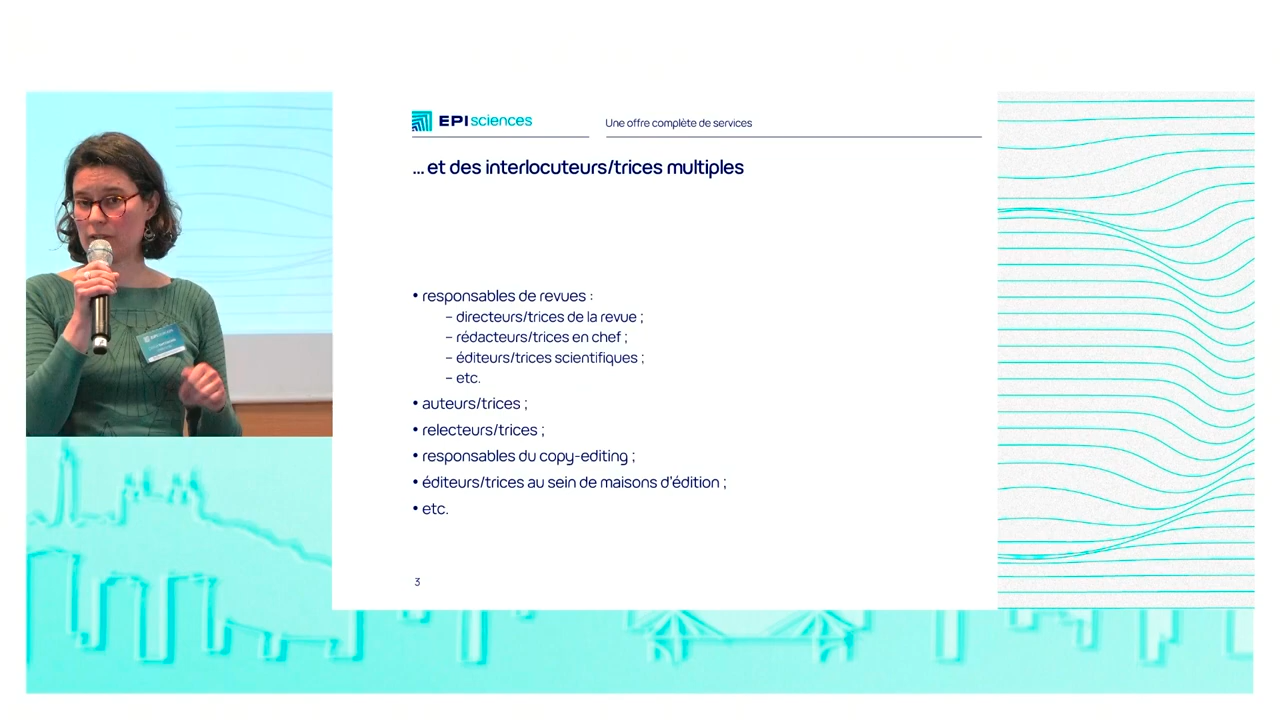 EPIsciences
Une offre complète de services
... et des interlocuteurs/trices multiples
• responsables de revues :
– directeurs/trices de la revue ;
– rédacteurs/trices en chef ;
– éditeurs/trices scientifiques ;
– etc.
• auteurs/trices ;
• relecteurs/trices ;
• responsables du copy-editing ;
• éditeurs/trices au sein de maisons d'édition ;
• etc.
3